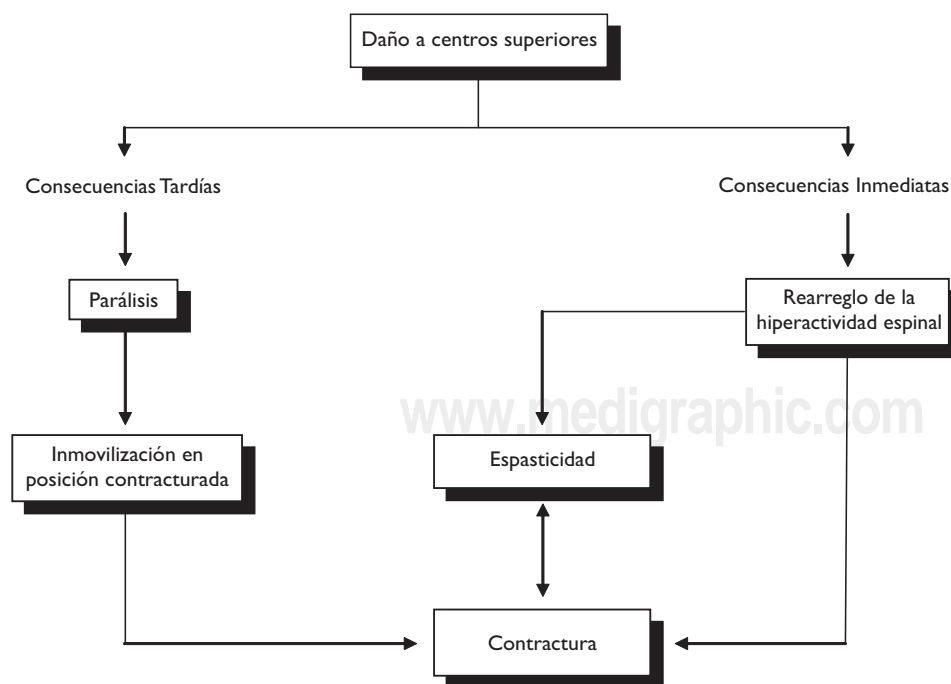 Daño a centros superiores
Consecuencias Tardías
Consecuencias Inmediatas
Parálisis
Rearreglo de la
hiperactividad espinal
www.medigraphic.com
Inmovilización en
posición contracturada
Espasticidad
Contractura